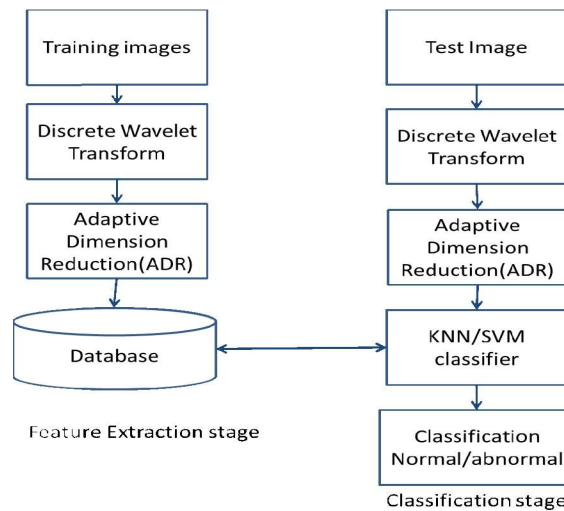 Training images
Discrete Wavelet
Transform
Adaptive
Dimension
Reduction(ADR)
Database
Feature Extraction stage
Test Image
Discrete Wavelet
Transform
Adaptive
Dimension
Reduction(ADR)
KNN/SVM
classifier
Classification
Normal/abnormal
Classification stage